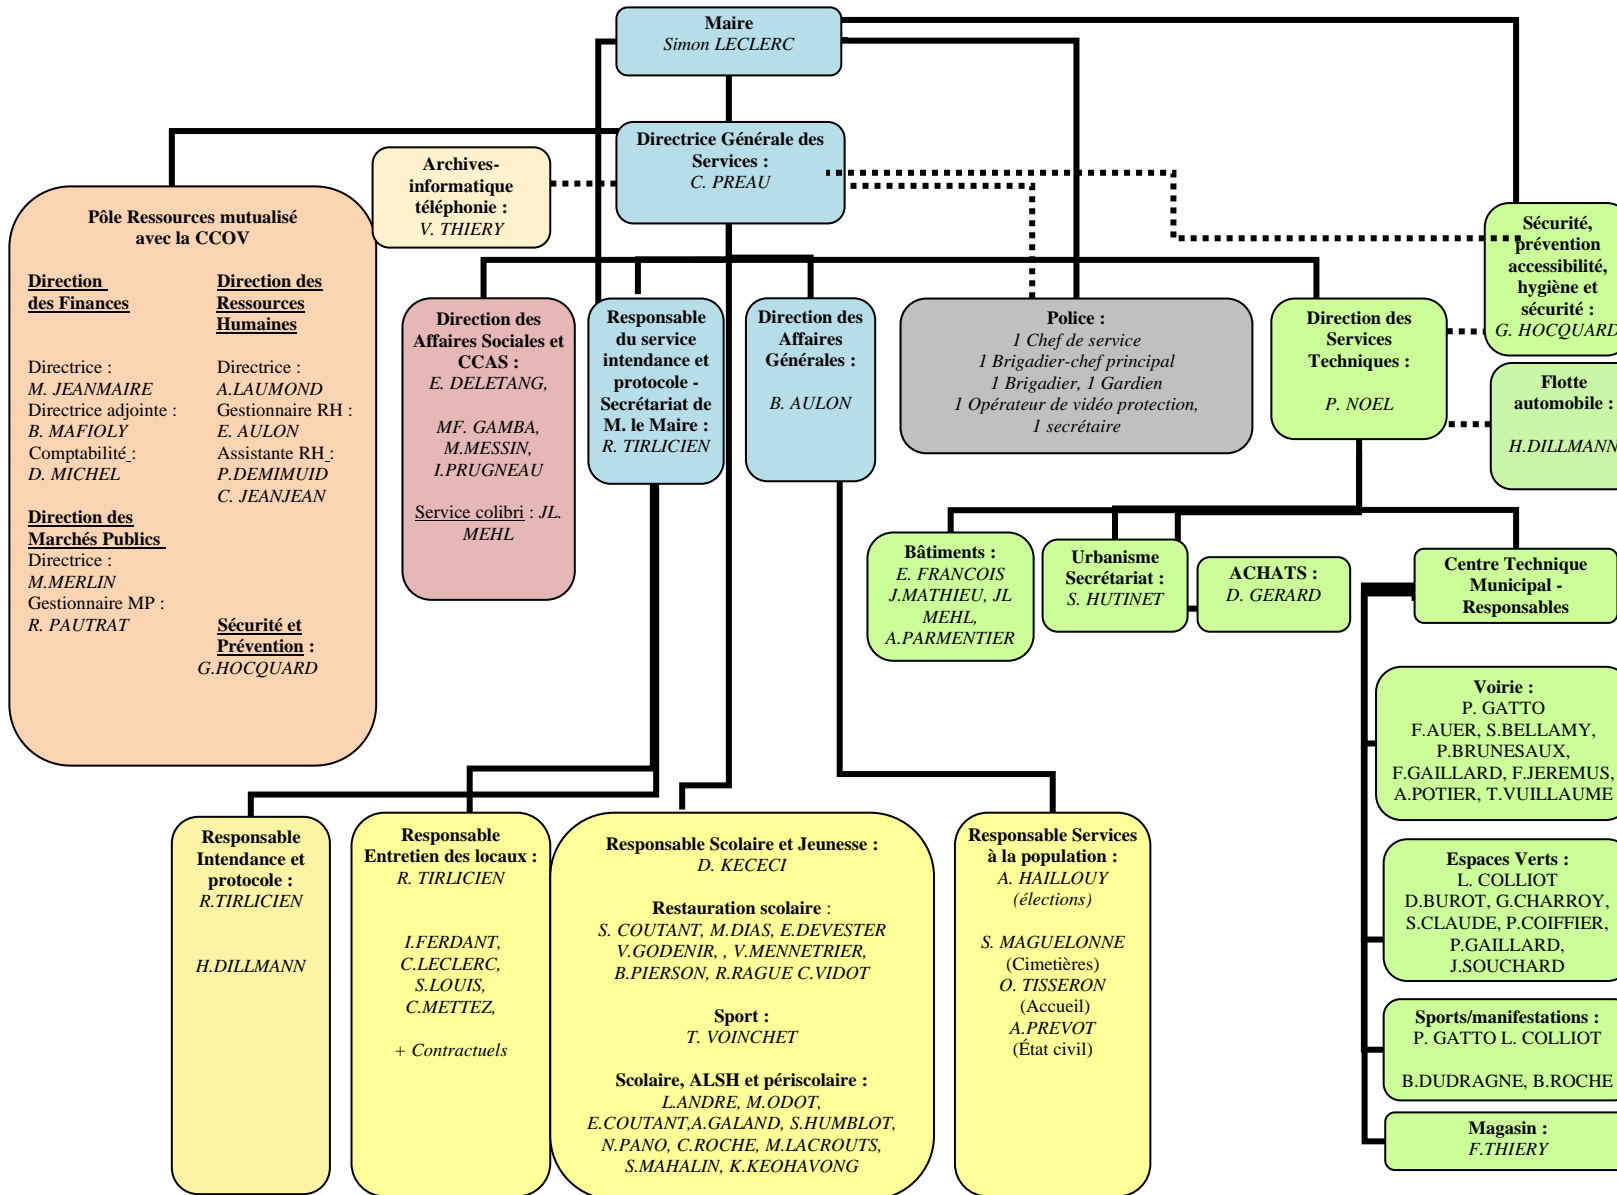 Maire
Simon LECLERC
Directrice Générale des
Services :
C. PREAU
Archives-
informatique
téléphonie :
V. THIERY
Pôle Ressources mutualisé
avec la CCOV
Direction
des Finances
Directrice :
M. JEANMAIRE
Directrice adjointe :
B. MAFIOLY
Comptabilité :
D. MICHEL
Direction des
Marchés Publics
Directrice :
M.MERLIN
Gestionnaire MP :
R. PAUTRAT
Direction des
Ressources
Humaines
Directrice :
A.LAUMOND
Gestionnaire RH :
E. AULON
Assistante RH :
P.DEMIMUID
C. JEANJEAN
Sécurité et
Prévention :
G.HOCQUARD
Direction des
Affaires Sociales et
CCAS :
E. DELETANG,
MF. GAMBA,
M.MESSIN,
I.PRUGNEAU
Service colibri : JL.
MEHL
Responsable
du service
intendance et
protocole -
Secrétariat de
M. le Maire :
R. TIRLICIEN
Direction des
Affaires
Générales :
B. AULON
Police :
1 Chef de service
1 Brigadier-chef principal
1 Brigadier, 1 Gardien
1 Opérateur de vidéo protection,
1 secrétaire
Direction des
Services
Techniques :
P. NOEL
Sécurité,
prévention
accessibilité,
hygiène et
sécurité :
G. HOCQUARD
Flotte
automobile :
H.DILLMANN
Bâtiments :
E. FRANCOIS
J.MATHIEU, JL
MEHL,
A.PARMENTIER
Urbanisme
Secrétariat :
S. HUTINET
ACHATS :
D. GERARD
Centre Technique
Municipal -
Responsables
Voirie :
P. GATTO
F.AUER, S.BELLAMY,
P.BRUNESAUX,
F.GAILLARD, F.JEREMUS,
A.POTIER, T.VUILLAUME
Espaces Verts :
L. COLLIOT
D.BUROT, G.CHARROY,
S.CLAUDE, P.COIFFIER,
P.GAILLARD,
J.SOUCHARD
Sports/manifestations :
P. GATTO L. COLLIOT
B.DUDRAGNE, B.ROCHE
Magasin :
F.THIERY
Responsable
Intendance et
protocole :
R.TIRLICIEN
H.DILLMANN
Responsable
Entretien des locaux :
R. TIRLICIEN
I.FERDANT,
C.LECLERC,
S.LOUIS,
C.METTEZ,
+ Contractuels
Responsable Scolaire et Jeunesse :
D. KECECI
Restauration scolaire :
S. COUTANT, M.DIAS, E.DEVESTER
V.GODENIR, , V.MENNETRIER,
B.PIERSON, R.RAGUE C.VIDOT
Sport :
T. VOINCHET
Scolaire, ALSH et périscolaire :
L.ANDRE, M.ODOT,
E.COUTANT,A.GALAND, S.HUMBLOT,
N.PANO, C.ROCHE, M.LACROUTS,
S.MAHALIN, K.KEOHAVONG
Responsable Services
à la population :
A. HAILLOUY
(élections)
S. MAGUELONNE
(Cimetières)
O. TISSERON
(Accueil)
A.PREVOT
(État civil)